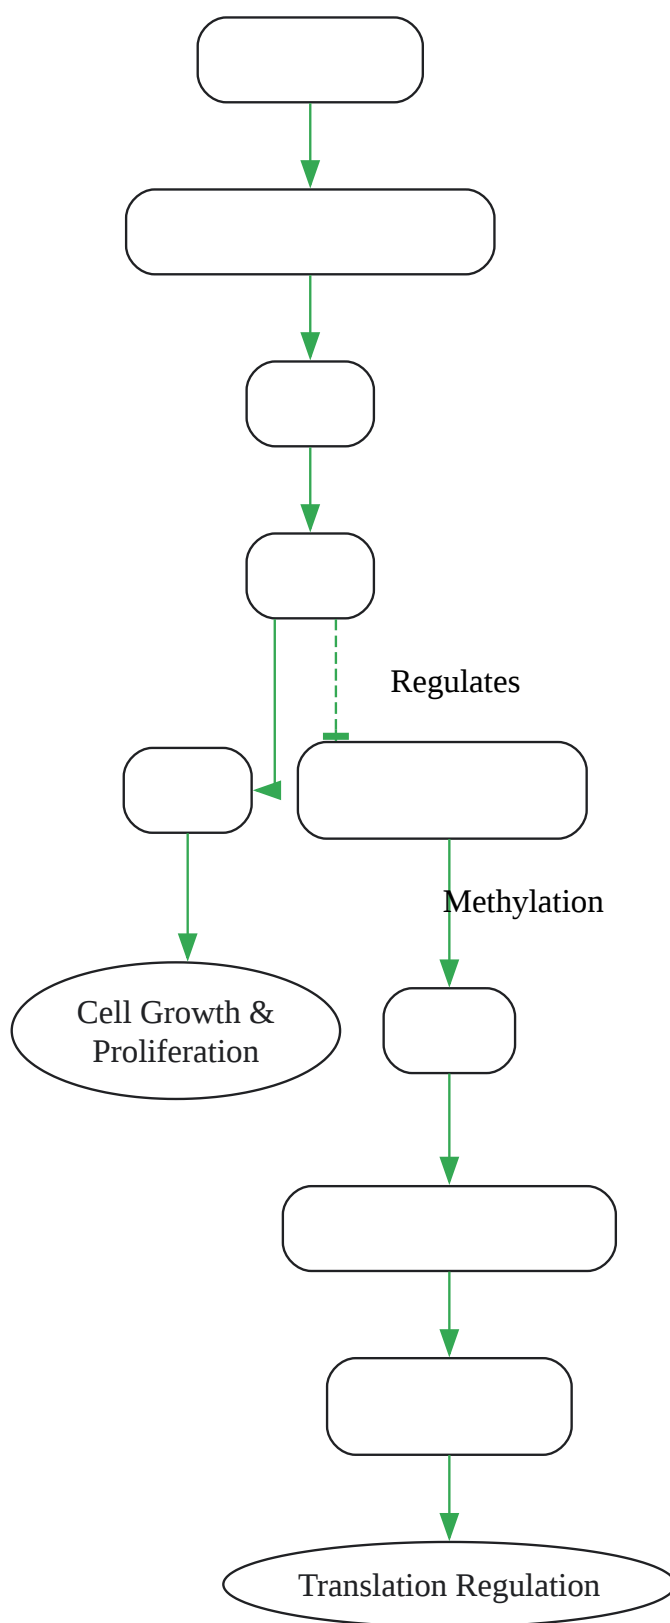 Regulates
Methylation
Cell Growth &
Proliferation
Translation Regulation